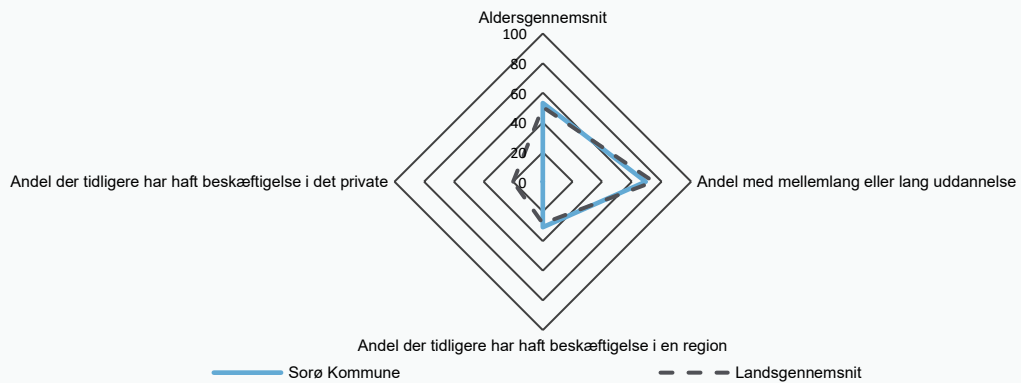 Aldersgennemsnit
100
80
60
40
20
0
Andel der tidligere har haft beskæftigelse i det private
Andel med mellemlang eller lang uddannelse
Andel der tidligere har haft beskæftigelse i en region
Sorø Kommune
Landsgennemsnit